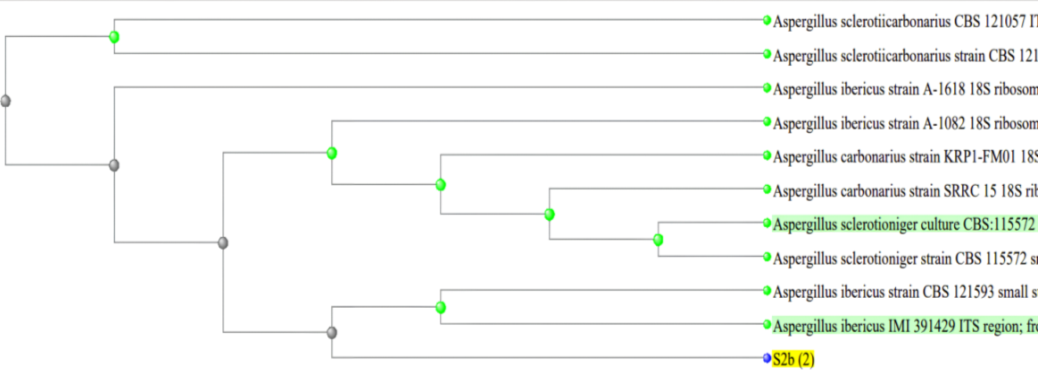 Aspergillus sclerotiicarbonarius CBS 121057
Aspergillus sclerotiicarbonarius strain CBS 121
Aspergillus ibericus strain A-1618 18S ribosom
Aspergillus ibericus strain A-1082 18S ribosom
Aspergillus carbonarius strain KRP1-FM01 18S
Aspergillus carbonarius strain SRRC 15 18S rib
Aspergillus sclerotioniger culture CBS:115572
Aspergillus sclerotioniger strain CBS 115572
Aspergillus ibericus strain CBS 121593 small
Aspergillus ibericus IMI 391429 ITS region;
S2b (2)